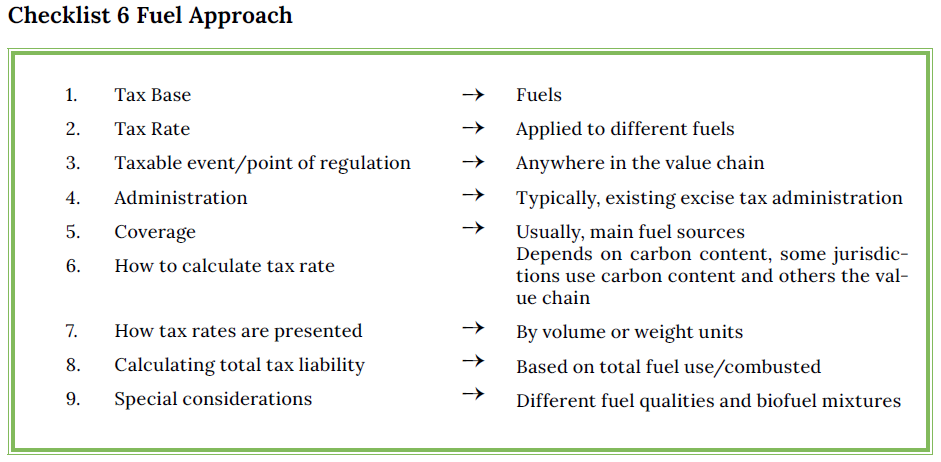 Checklist 6 Fuel Approach
1. Tax Base → Fuels
2. Tax Rate → Applied to different fuels
3. Taxable event/point of regulation → Anywhere in the value chain
4. Administration → Typically, existing excise tax administration
5. Coverage → Usually, main fuel sources
6. How to calculate tax rate Depends on carbon content, some jurisdic-
tions use carbon content and others the val-
ue chain
7. How tax rates are presented → By volume or weight units
8. Calculating total tax liability → Based on total fuel use/combusted
9. Special considerations → Different fuel qualities and biofuel mixtures